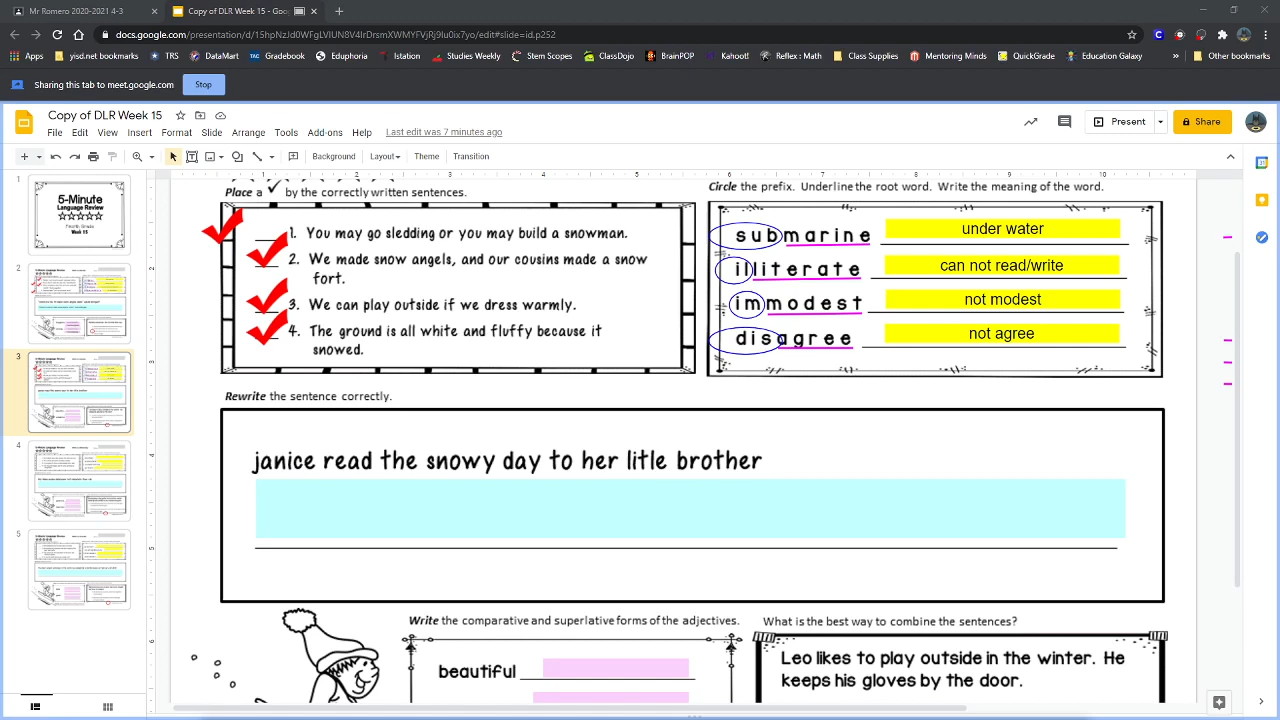 Mr Romero 2020-2021 4-3
Copy of DLR Week 15 - Goo
docs.google.com/presentation/d/15hpNzJd0WFgLVIUN8V4IrDrsmXWMYFVjRj9Iu0ix7yo/edit#slide=id.p252
Apps
yisd.net bookmarks
TRS
DataMart
Gradebook
Euphoria
Istation
Studies Weekly
Stem Scopes
ClassDojo
BrainPOP
Reflex : Math
Class Supplies
Amazon
QuickGrade
Education Galaxy
»
Other bookmarks
Sharing this tab to meet.google.com
Stop
Copy of DLR Week 15
File Edit View Insert Format Slide Arrange Tools Add-ons Help
Last edit was 7 minutes ago
Present
Share
Background
Layout
Theme
Transition
1
5-Minute
Language Review
Fourth Grade
Week 15
2
3
4
5
Place a ✓ by the correctly written sentences.
1. You may go sledding or you may build a snowman.
2. We made snow angels, and our cousins made a snow
fort.
3. We can play outside if we dress warmly.
4. The ground is all white and fluffy because it
snowed.
Circle the prefix. Underline the root word. Write the meaning of the word.
submarine under water
illiterate can not read/write
immodest not modest
disagree not agree
Rewrite the sentence correctly.
janice read the snowy day to her litle brother
Write the comparative and superlative forms of the adjectives.
beautiful
What is the best way to combine the sentences?
Leo likes to play outside in the winter. He
keeps his gloves by the door.